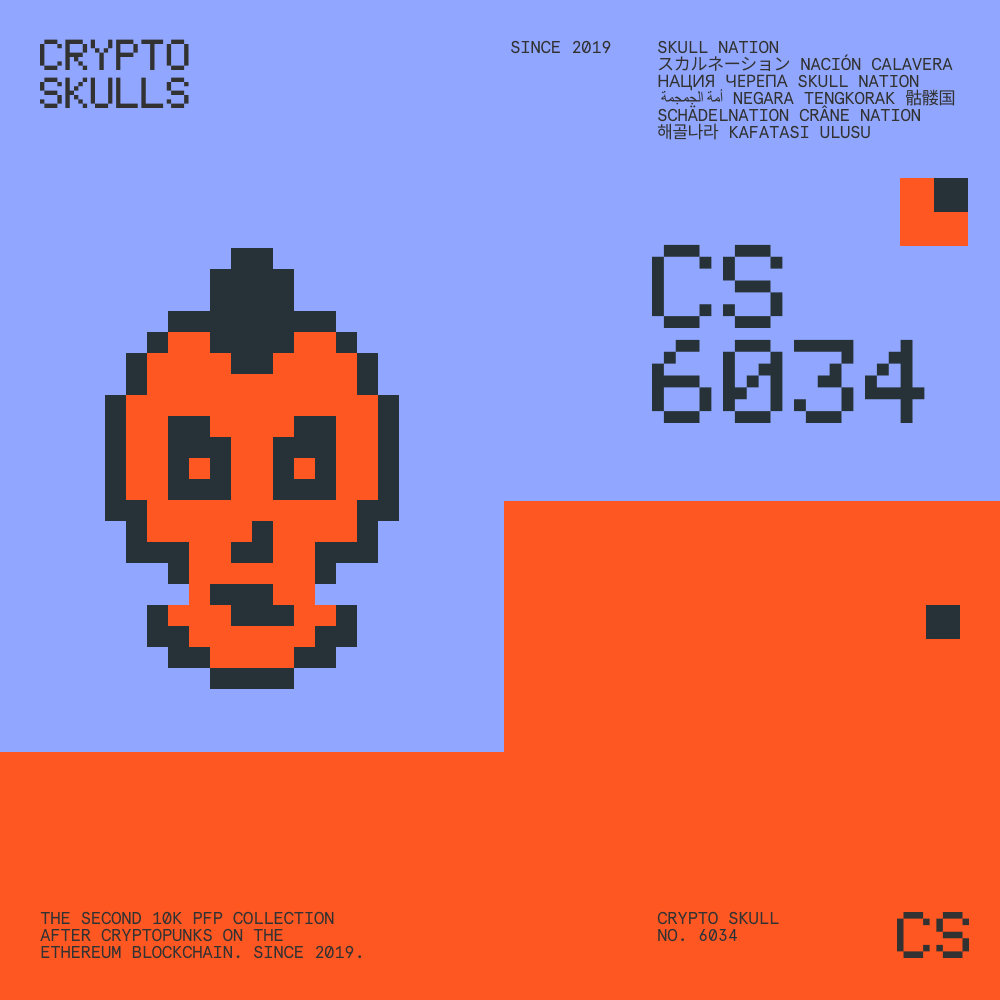 CRYPTO
SKULLS
SINCE 2019
SKULL NATION
スカルネーション NACIÓN CALAVERA
НАЦИЯ ЧЕРЕПА SKULL NATION
أمة الجمجمة NEGARA TENGKORAK 骷髅国
SCHÄDELNATION CRÂNE NATION
해골나라 KAFATASI ULUSU
CS
6034
THE SECOND 10K PFP COLLECTION
AFTER CRYPTOPUNKS ON THE
ETHEREUM BLOCKCHAIN. SINCE 2019.
CRYPTO SKULL
NO. 6034
CS